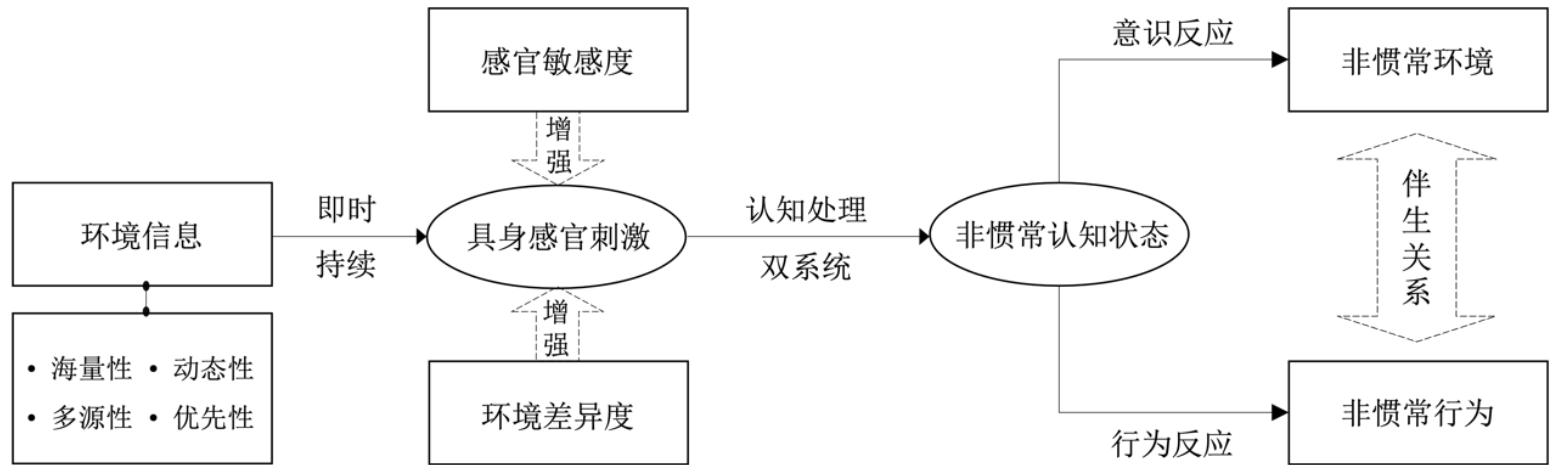 感官敏感度
增强
环境信息
• 海量性 • 动态性
• 多源性 • 优先性
即时
持续
具身感官刺激
增强
环境差异度
认知处理
双系统
非惯常认知状态
意识反应
非惯常环境
伴生关系
行为反应
非惯常行为